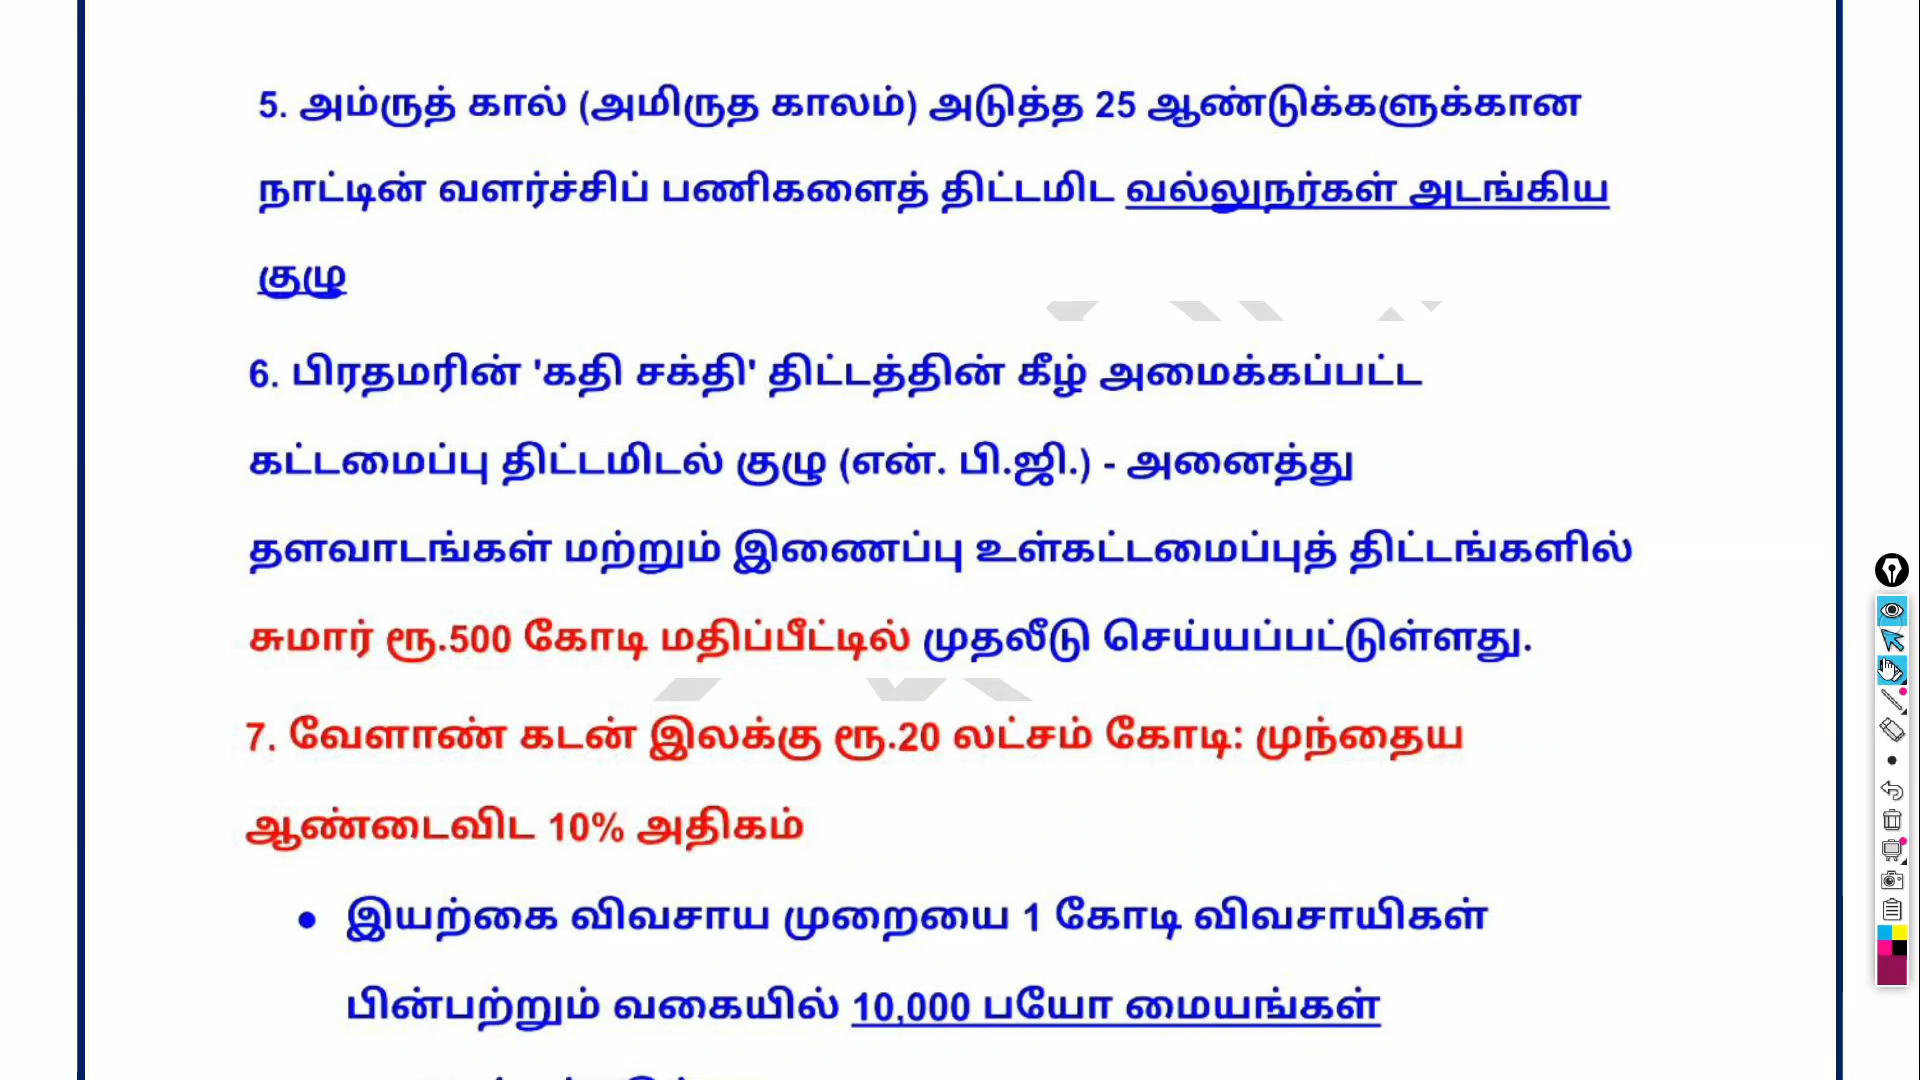 5. அம்ருத் கால் (அமிருத காலம்) அடுத்த 25 ஆண்டுக்களுக்கான
நாட்டின் வளர்ச்சிப் பணிகளைத் திட்டமிட வல்லுநர்கள் அடங்கிய
குழு
6. பிரதமரின் 'கதி சக்தி' திட்டத்தின் கீழ் அமைக்கப்பட்ட
கட்டமைப்பு திட்டமிடல் குழு (என். பி.ஜி.) - அனைத்து
தளவாடங்கள் மற்றும் இணைப்பு உள்கட்டமைப்புத் திட்டங்களில்
சுமார் ரூ.500 கோடி மதிப்பீட்டில் முதலீடு செய்யப்பட்டுள்ளது.
7. வேளாண் கடன் இலக்கு ரூ.20 லட்சம் கோடி: முந்தைய
ஆண்டைவிட 10% அதிகம்
• இயற்கை விவசாய முறையை 1 கோடி விவசாயிகள்
பின்பற்றும் வகையில் 10,000 பயோ மையங்கள்